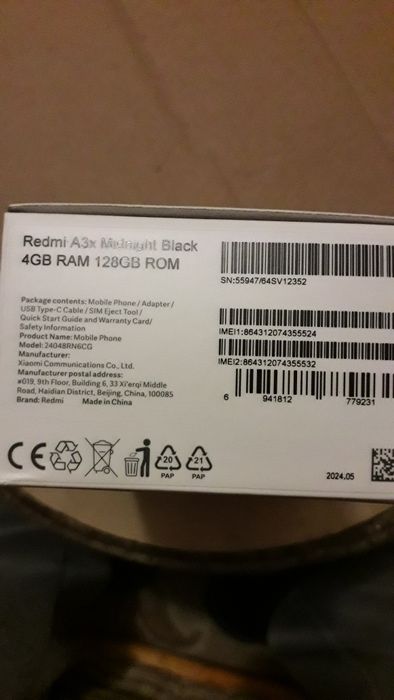 Redmi A3x Midnight Black
4GB RAM 128GB ROM
Package contents: Mobile Phone / Adapter /
USB Type-C Cable / SIM Eject Tool /
Quick Start Guide and Warranty Card/
Safety Information
Product Name: Mobile Phone
Model: 24048RN6CG
Manufacturer:
Xiaomi Communications Co., Ltd.
Manufacturer postal address:
#019, 9th Floor, Building 6, 33 Xi'erqi Middle
Road, Haidian District, Beijing, China, 100085
Brand: Redmi Made in China
SN:55947/64SV12352
IMEI1:864312074355524
IMEI2:864312074355532
6 941812 779231
CE
20
PAP
21
PAP
2024.05